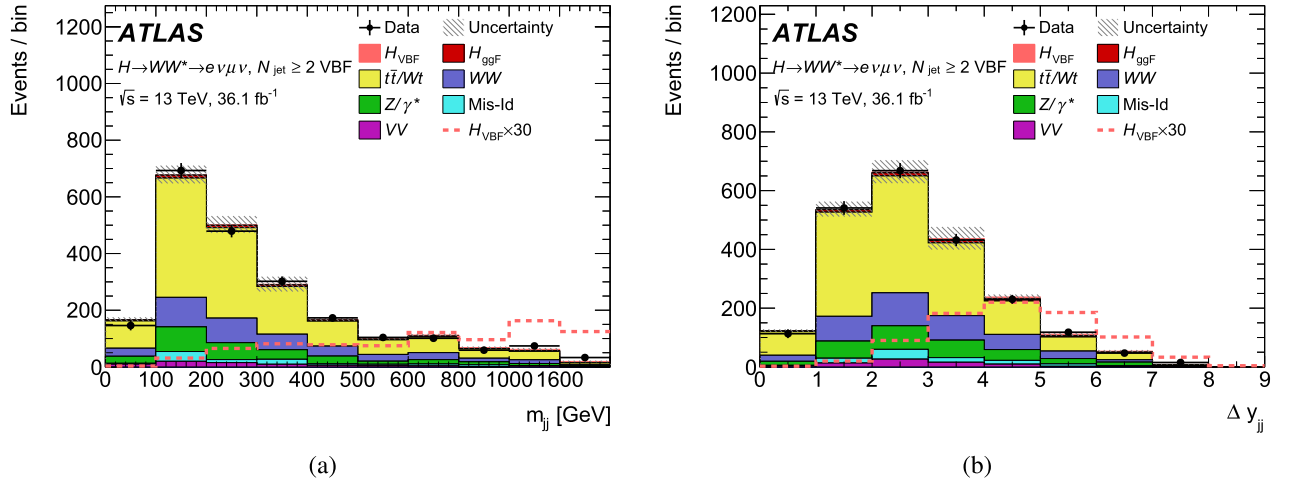 Events / bin
1200
1000
800
600
400
200
0
ATLAS
H→WW*→eνμν, N jet ≥ 2 VBF
√s = 13 TeV, 36.1 fb-1
Data
Uncertainty
HVBF
HggF
tt̄/Wt
WW
Z/γ*
Mis-Id
VV
HVBF×30
0 100 200 300 400 500 600 800 1000 1600
mjj [GeV]
(a)
Events / bin
1200
1000
800
600
400
200
0
ATLAS
H→WW*→eνμν, N jet ≥ 2 VBF
√s = 13 TeV, 36.1 fb-1
Data
Uncertainty
HVBF
HggF
tt̄/Wt
WW
Z/γ*
Mis-Id
VV
HVBF×30
0 1 2 3 4 5 6 7 8 9
Δ yjj
(b)